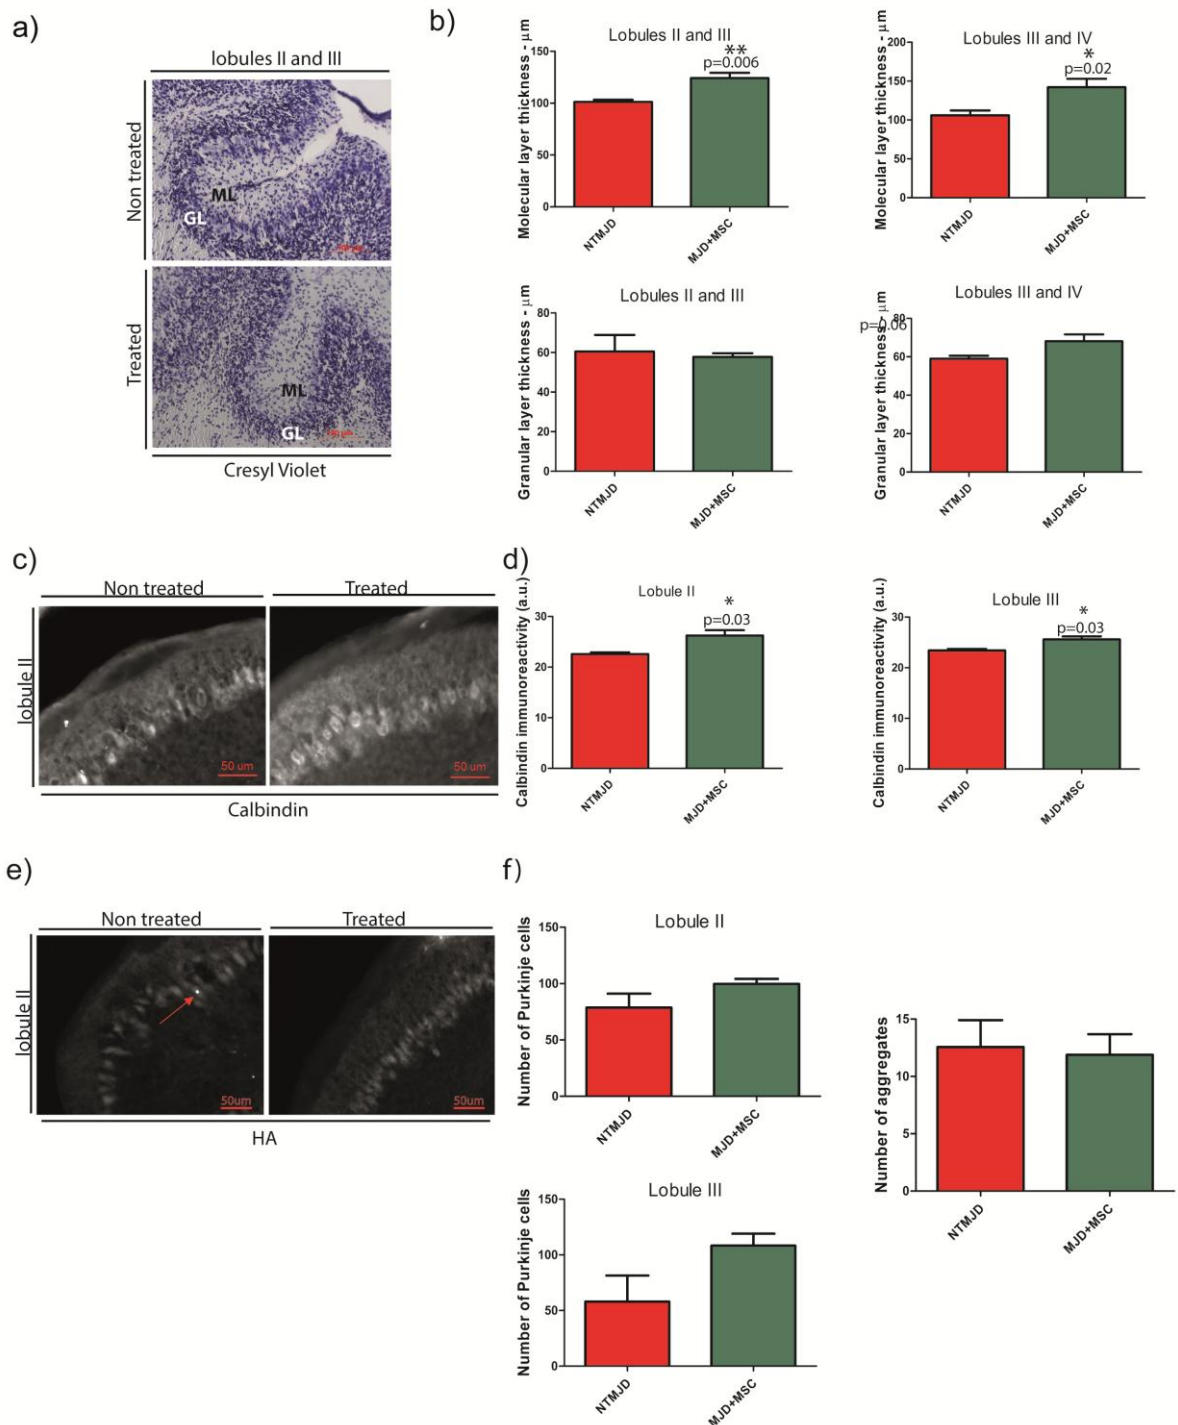 a)
lobules II and III
Non treated
ML
GL
Treated
ML
GL
Cresyl Violet
b)
Lobules II and III
Molecular layer thickness - µm
150
100
50
0
**
p=0.006
NTMJD
MJD+MSC
Lobules III and IV
Molecular layer thickness - µm
200
150
100
50
0
*
p=0.02
NTMJD
MJD+MSC
Lobules II and III
Granular layer thickness - µm
80
60
40
20
0
NTMJD
MJD+MSC
Lobules III and IV
Granular layer thickness - µm
p=0.06
80
60
40
20
0
NTMJD
MJD+MSC
c)
Non treated
Treated
lobule II
50 um
50 um
Calbindin
d)
Lobule II
Calbindin immunoreactivity (a.u.)
30
20
10
0
*
p=0.03
NTMJD
MJD+MSC
Lobule III
Calbindin immunoreactivity (a.u.)
30
20
10
0
*
p=0.03
NTMJD
MJD+MSC
e)
Non treated
Treated
lobule II
50um
50um
HA
f)
Lobule II
Number of Purkinje cells
150
100
50
0
NTMJD
MJD+MSC
Number of aggregates
15
10
5
0
NTMJD
MJD+MSC
Lobule III
Number of Purkinje cells
150
100
50
0
NTMJD
MJD+MSC